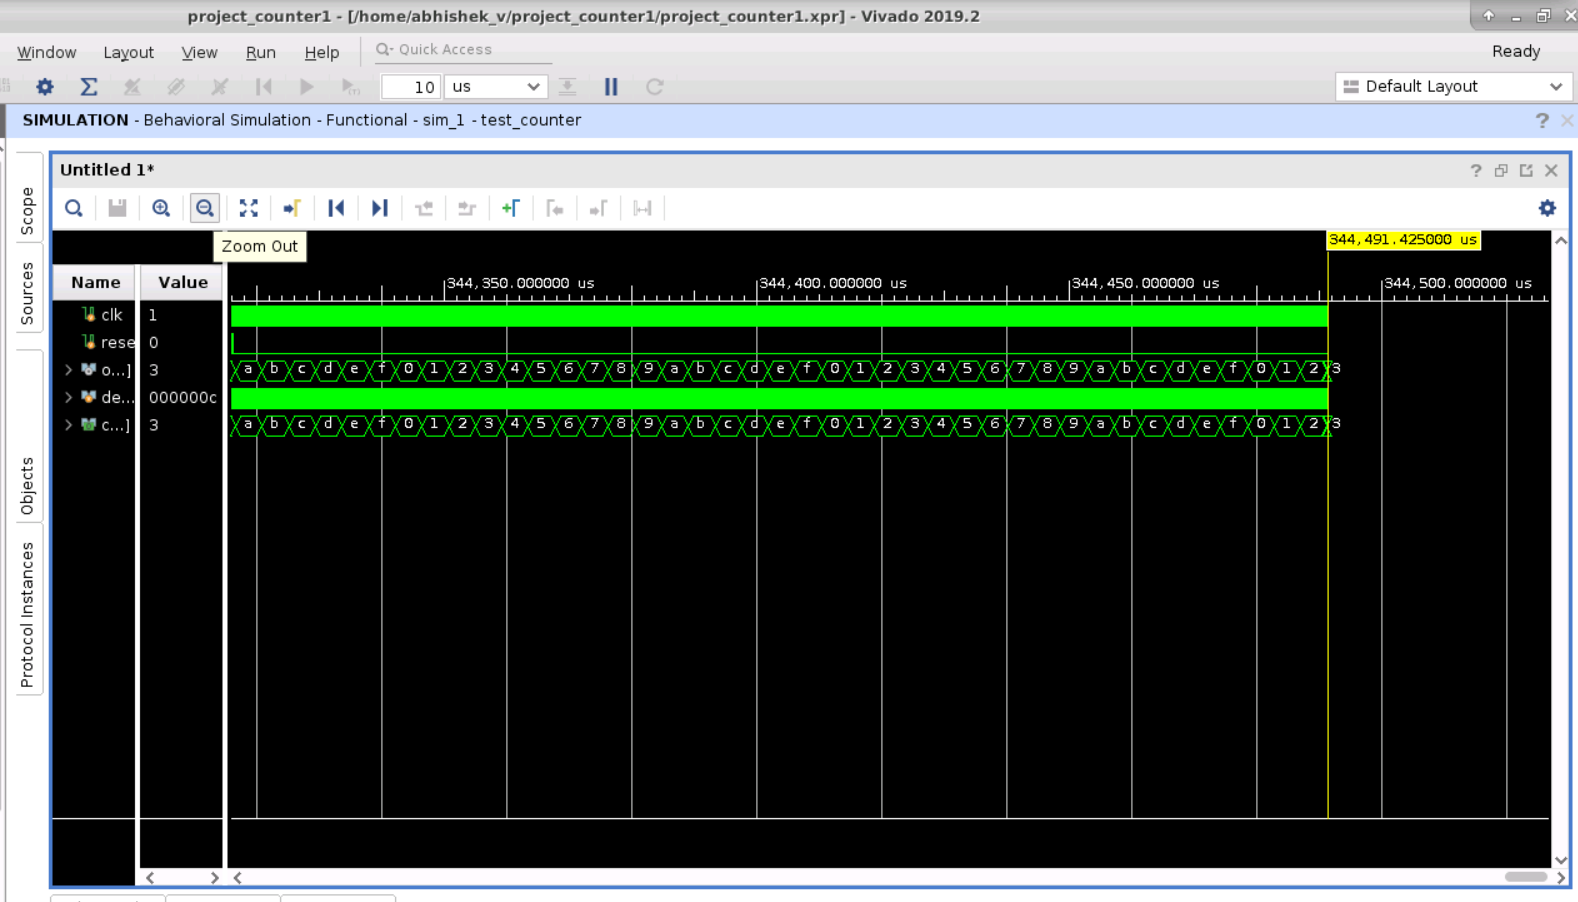 project_counter1 - [/home/abhishek_v/project_counter1/project_counter1.xpr] - Vivado 2019.2
Window Layout View Run Help Quick Access Ready
10 us Default Layout
SIMULATION - Behavioral Simulation - Functional - sim_1 - test_counter
Untitled 1*
Scope
Sources
Objects
Protocol Instances
Zoom Out
344,491.425000 us
Name Value 344,350.000000 us 344,400.000000 us 344,450.000000 us 344,500.000000 us
clk 1
rese 0
o...] 3 a b c d e f 0 1 2 3 4 5 6 7 8 9 a b c d e f 0 1 2 3 4 5 6 7 8 9 a b c d e f 0 1 2 3
de... 000000c
c...] 3 a b c d e f 0 1 2 3 4 5 6 7 8 9 a b c d e f 0 1 2 3 4 5 6 7 8 9 a b c d e f 0 1 2 3